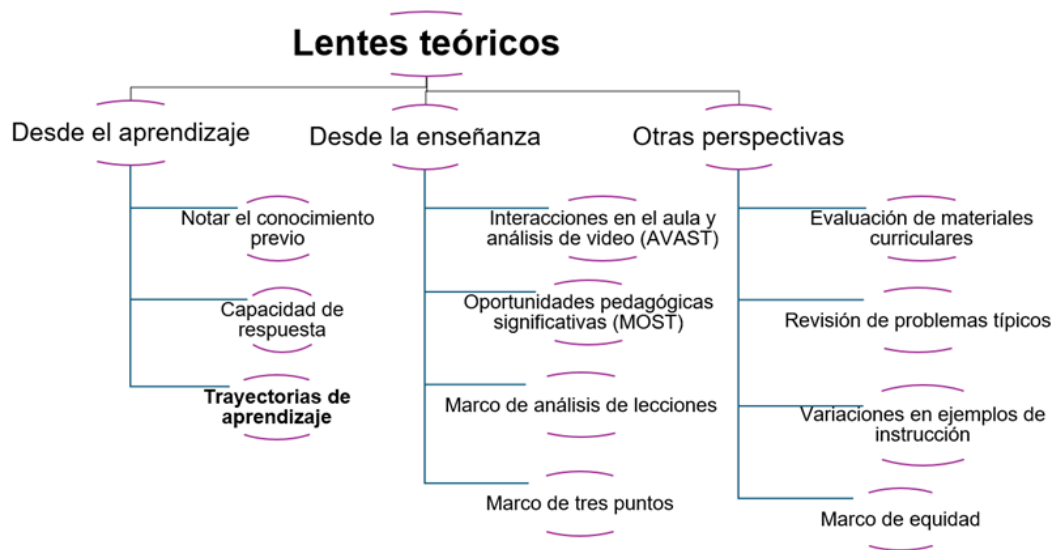 Lentes teóricos
Desde el aprendizaje
Notar el conocimiento
previo
Capacidad de
respuesta
Trayectorias de
aprendizaje
Desde la enseñanza
Interacciones en el aula y
análisis de video (AVAST)
Oportunidades pedagógicas
significativas (MOST)
Marco de análisis de lecciones
Marco de tres puntos
Otras perspectivas
Evaluación de materiales
curriculares
Revisión de problemas típicos
Variaciones en ejemplos de
instrucción
Marco de equidad